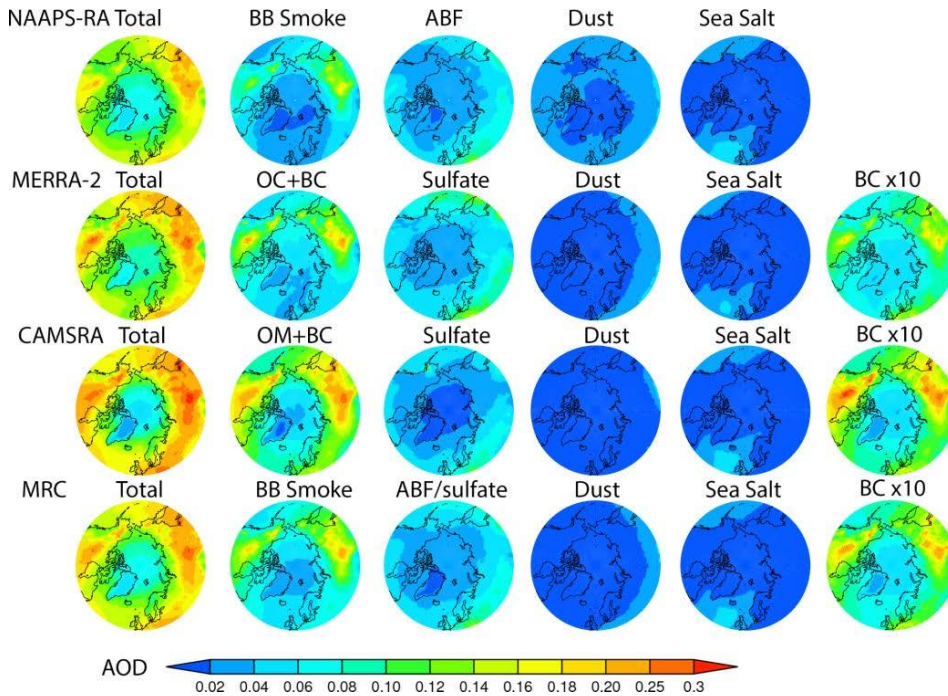 NAAPS-RA Total BB Smoke ABF Dust Sea Salt
MERRA-2 Total OC+BC Sulfate Dust Sea Salt BC x10
CAMSRA Total OM+BC Sulfate Dust Sea Salt BC x10
MRC Total BB Smoke ABF/sulfate Dust Sea Salt BC x10
AOD
0.02 0.04 0.06 0.08 0.10 0.12 0.14 0.16 0.18 0.20 0.25 0.3